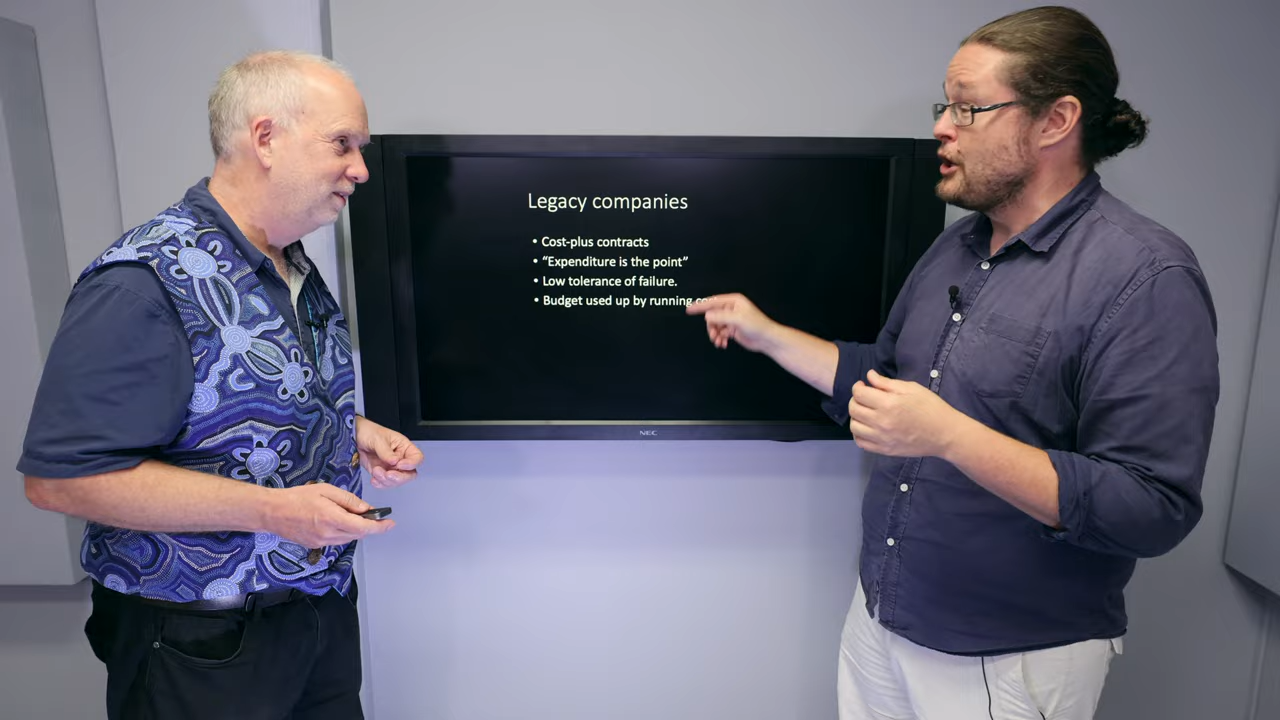 Legacy companies
• Cost-plus contracts
• “Expenditure is the point”
• Low tolerance of failure.
• Budget used up by running
NEC